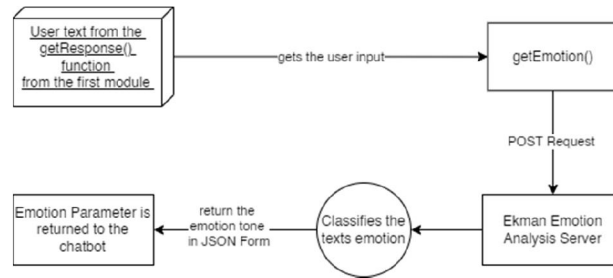 User text from the
getResponse()
function
from the first module
gets the user input
getEmotion()
POST Request
Ekman Emotion
Analysis Server
Classifies the
texts emotion
return the
emotion tone
in JSON Form
Emotion Parameter is
returned to the
chatbot